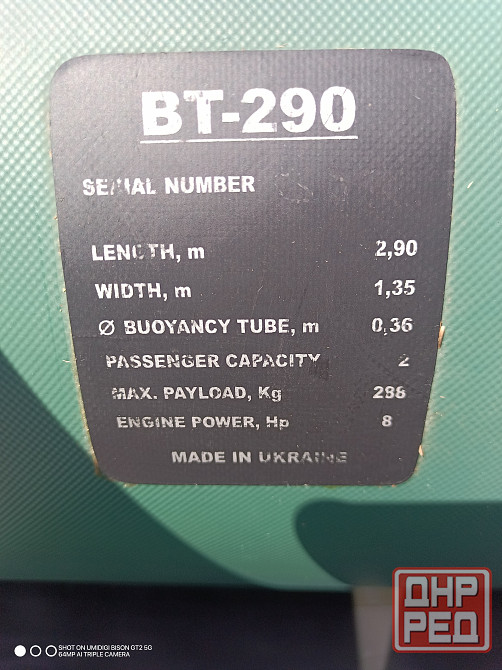 BT-290
SERIAL NUMBER
LENGTH, m 2,90
WIDTH, m 1,35
Ø BUOYANCY TUBE, m 0,36
PASSENGER CAPACITY 2
MAX. PAYLOAD, Kg 286
ENGINE POWER, Hp 8
MADE IN UKRAINE
SHOT ON UMIDIGI BISON GT2 5G
64MP AI TRIPLE CAMERA
ДНР
РЕД